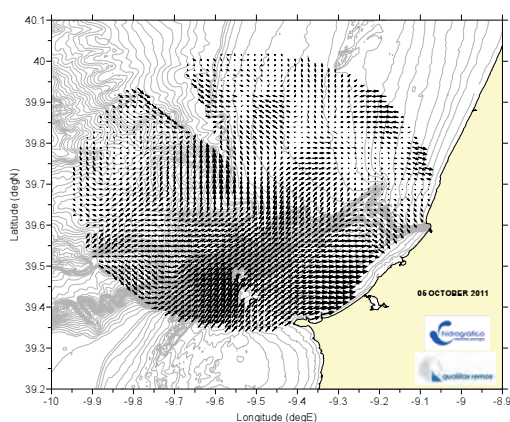 40.1
40
39.9
39.8
39.7
39.6
39.5
39.4
39.3
39.2
Latitude (degN)
05 OCTOBER 2011
hidrográfico
qualitas remos
-10 -9.9 -9.8 -9.7 -9.6 -9.5 -9.4 -9.3 -9.2 -9.1 -9 -8.9
Longitude (degE)